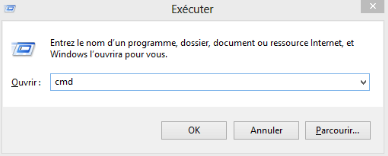 Exécuter
Entrez le nom d'un programme, dossier, document ou ressource Internet, et
Windows l'ouvrira pour vous.
Ouvrir : cmd
OK Annuler Parcourir...